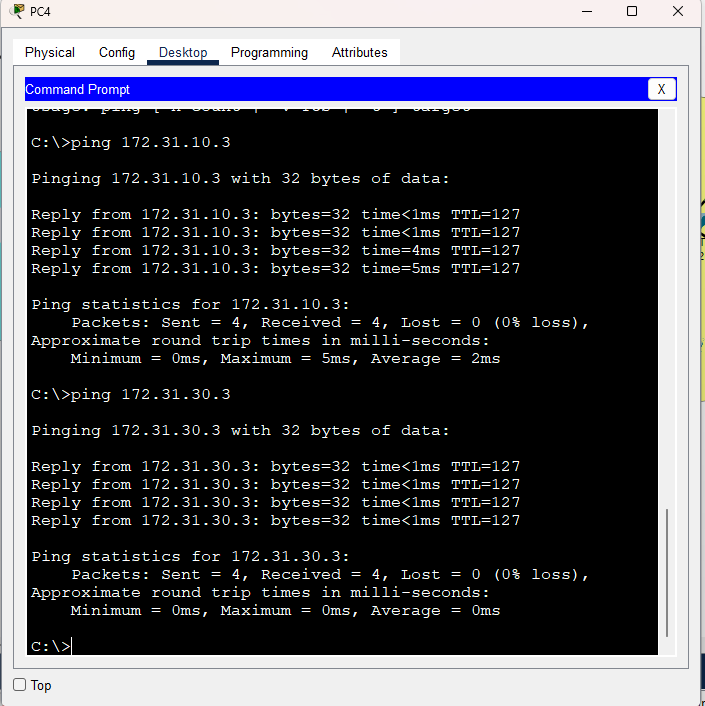 PC4
Physical Config Desktop Programming Attributes
Command Prompt X
C:\>ping 172.31.10.3
Pinging 172.31.10.3 with 32 bytes of data:
Reply from 172.31.10.3: bytes=32 time<1ms TTL=127
Reply from 172.31.10.3: bytes=32 time<1ms TTL=127
Reply from 172.31.10.3: bytes=32 time=4ms TTL=127
Reply from 172.31.10.3: bytes=32 time=5ms TTL=127
Ping statistics for 172.31.10.3:
Packets: Sent = 4, Received = 4, Lost = 0 (0% loss),
Approximate round trip times in milli-seconds:
Minimum = 0ms, Maximum = 5ms, Average = 2ms
C:\>ping 172.31.30.3
Pinging 172.31.30.3 with 32 bytes of data:
Reply from 172.31.30.3: bytes=32 time<1ms TTL=127
Reply from 172.31.30.3: bytes=32 time<1ms TTL=127
Reply from 172.31.30.3: bytes=32 time<1ms TTL=127
Reply from 172.31.30.3: bytes=32 time<1ms TTL=127
Ping statistics for 172.31.30.3:
Packets: Sent = 4, Received = 4, Lost = 0 (0% loss),
Approximate round trip times in milli-seconds:
Minimum = 0ms, Maximum = 0ms, Average = 0ms
C:\>
Top